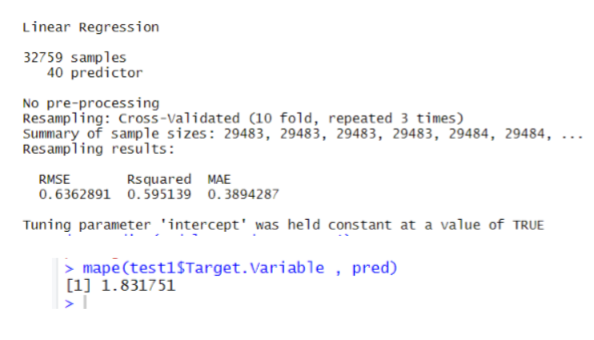 Linear Regression
32759 samples
40 predictor
No pre-processing
Resampling: Cross-Validated (10 fold, repeated 3 times)
Summary of sample sizes: 29483, 29483, 29483, 29483, 29484, 29484, ...
Resampling results:
RMSE Rsquared MAE
0.6362891 0.595139 0.3894287
Tuning parameter 'intercept' was held constant at a value of TRUE
> mape(test1$Target.Variable , pred)
[1] 1.831751
>